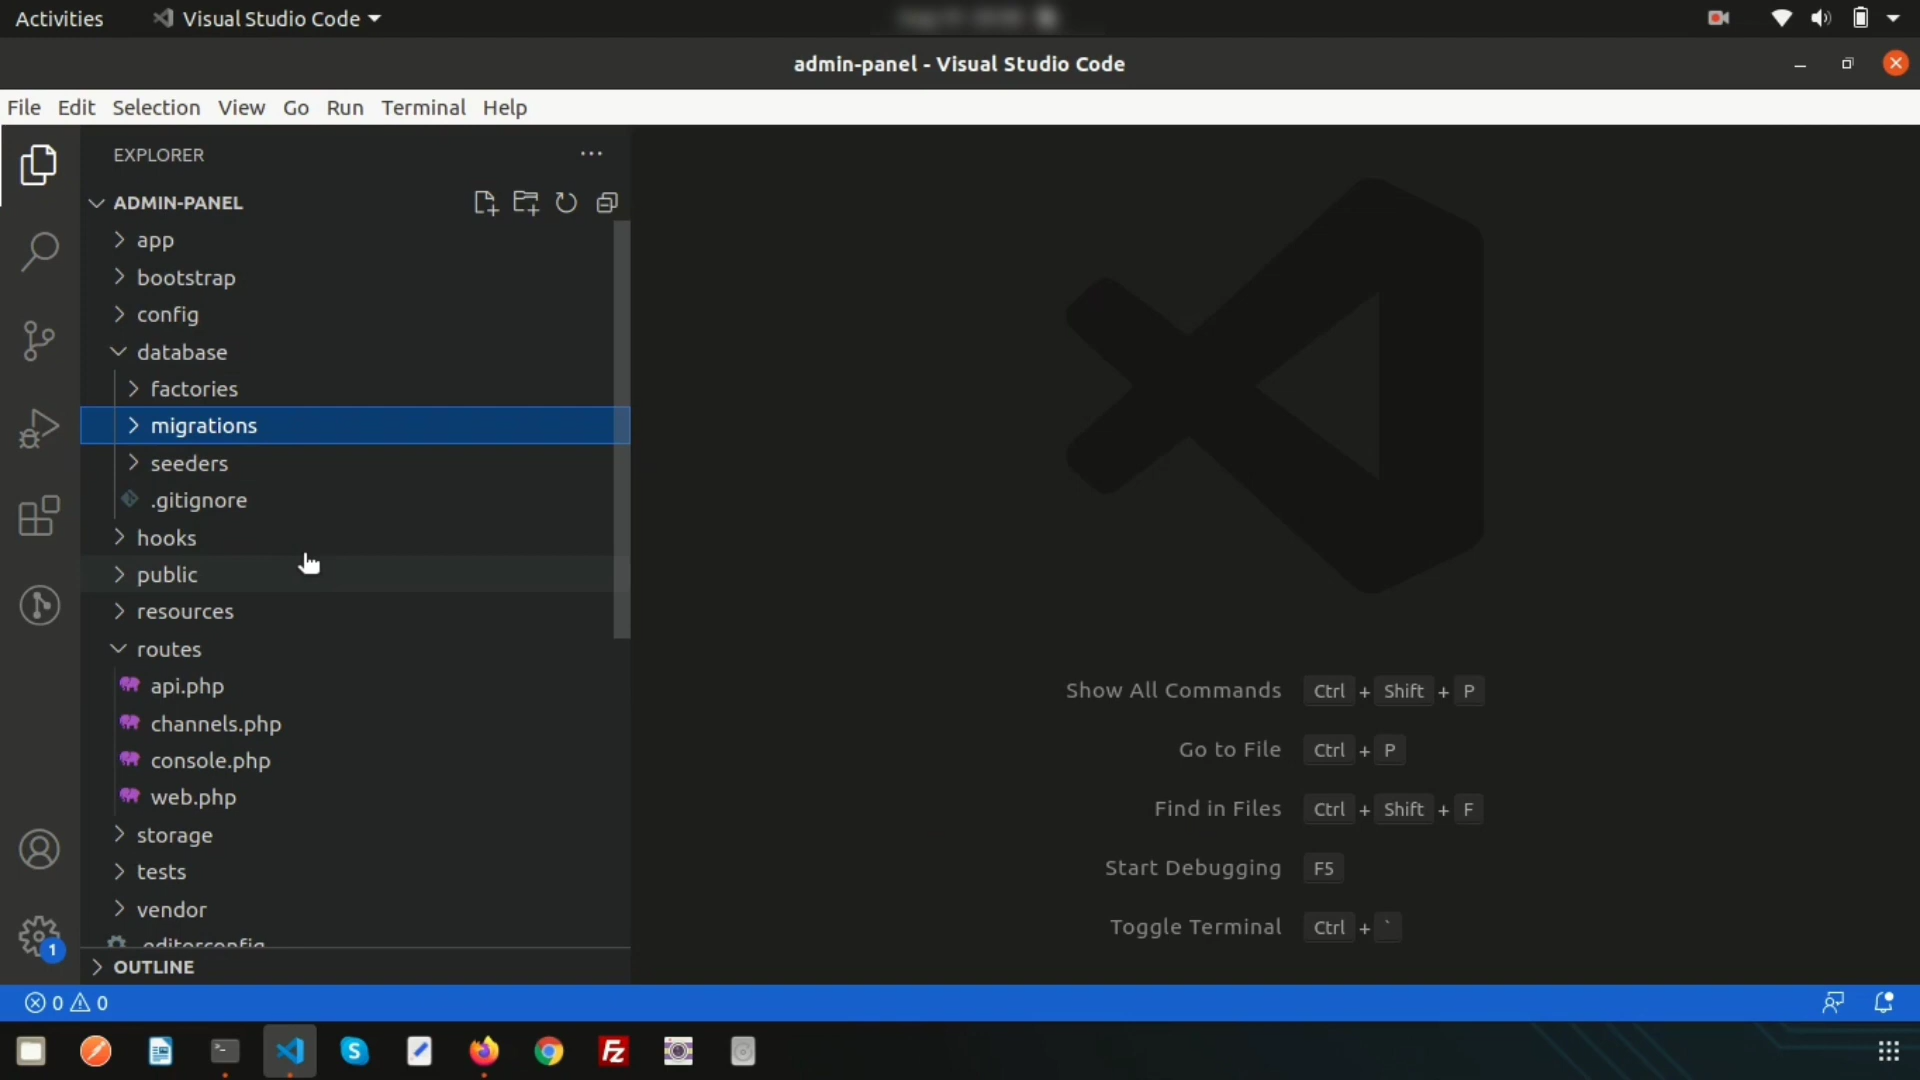 Activities
Visual Studio Code
admin-panel - Visual Studio Code
File Edit Selection View Go Run Terminal Help
EXPLORER
ADMIN-PANEL
app
bootstrap
config
database
factories
migrations
seeders
.gitignore
hooks
public
resources
routes
api.php
channels.php
console.php
web.php
storage
tests
vendor
.editorconfig
OUTLINE
Show All Commands Ctrl + Shift + P
Go to File Ctrl + P
Find in Files Ctrl + Shift + F
Start Debugging F5
Toggle Terminal Ctrl + `
1
0 0